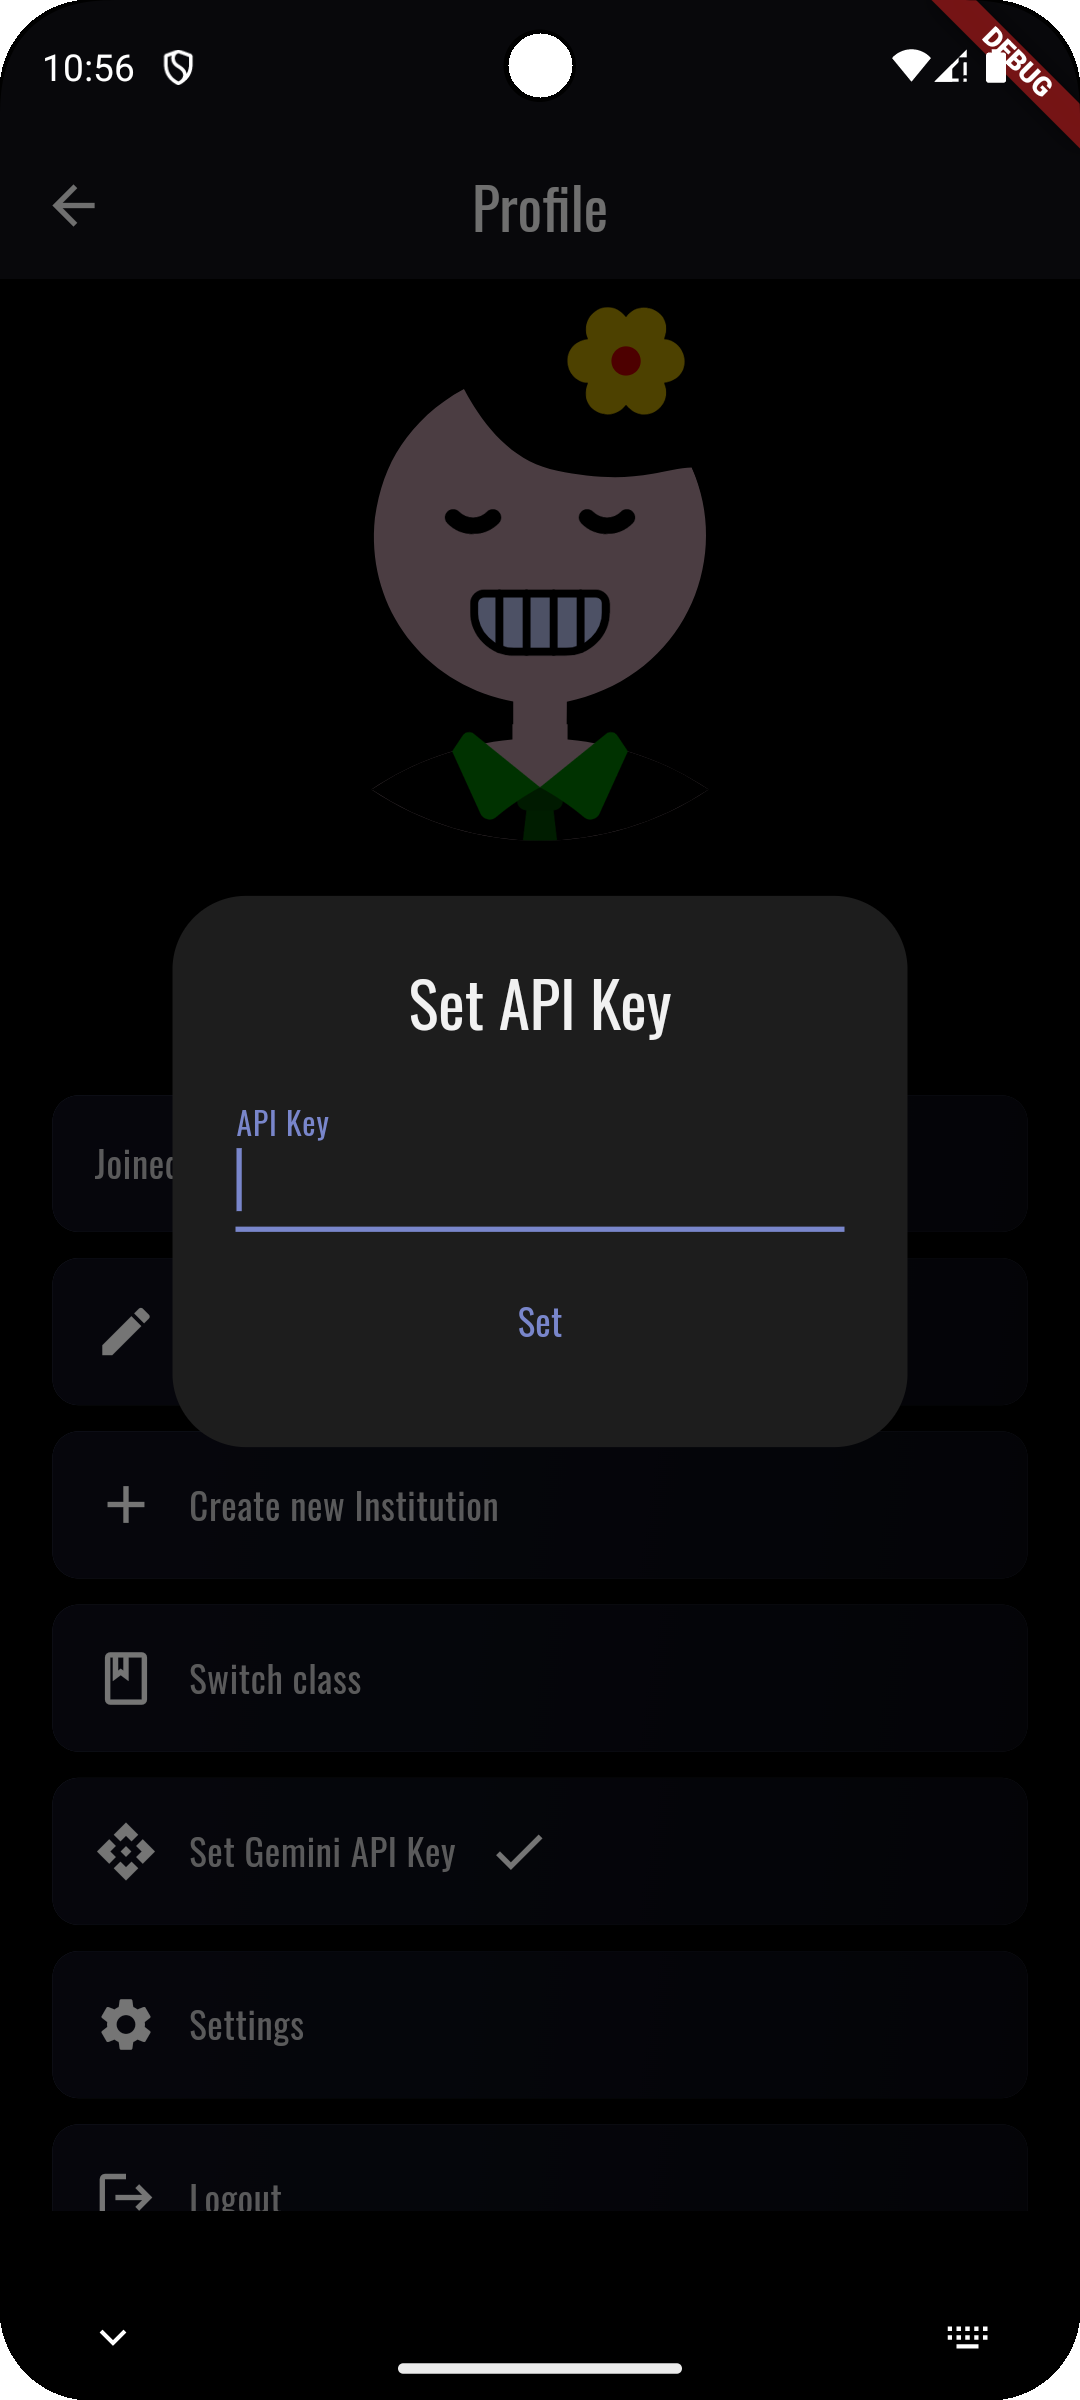 10:56
DEBUG
Profile
Set API Key
API Key
Joined
Set
Create new Institution
Switch class
Set Gemini API Key
Settings
Logout